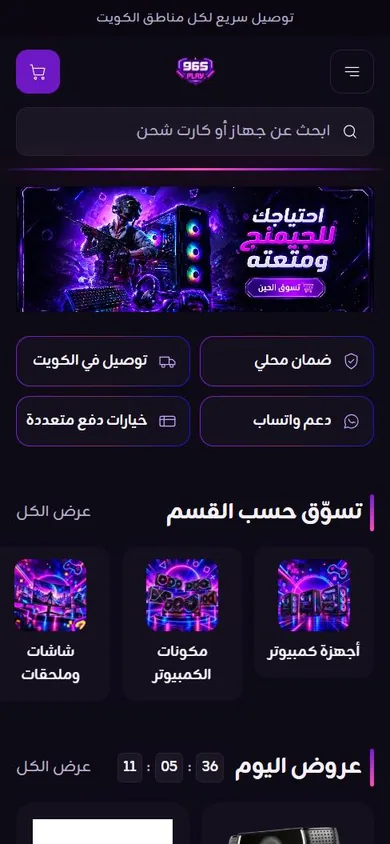 توصيل سريع لكل مناطق الكويت
965
PLAY
ابحث عن جهاز أو كارت شحن
احتياجك
للجيمنج
ومتعته
تسوق الحين
ضمان محلي
توصيل في الكويت
دعم واتساب
خيارات دفع متعددة
تسوّق حسب القسم
عرض الكل
أجهزة كمبيوتر
مكونات
الكمبيوتر
شاشات
وملحقات
عروض اليوم
11 : 05 : 36
عرض الكل